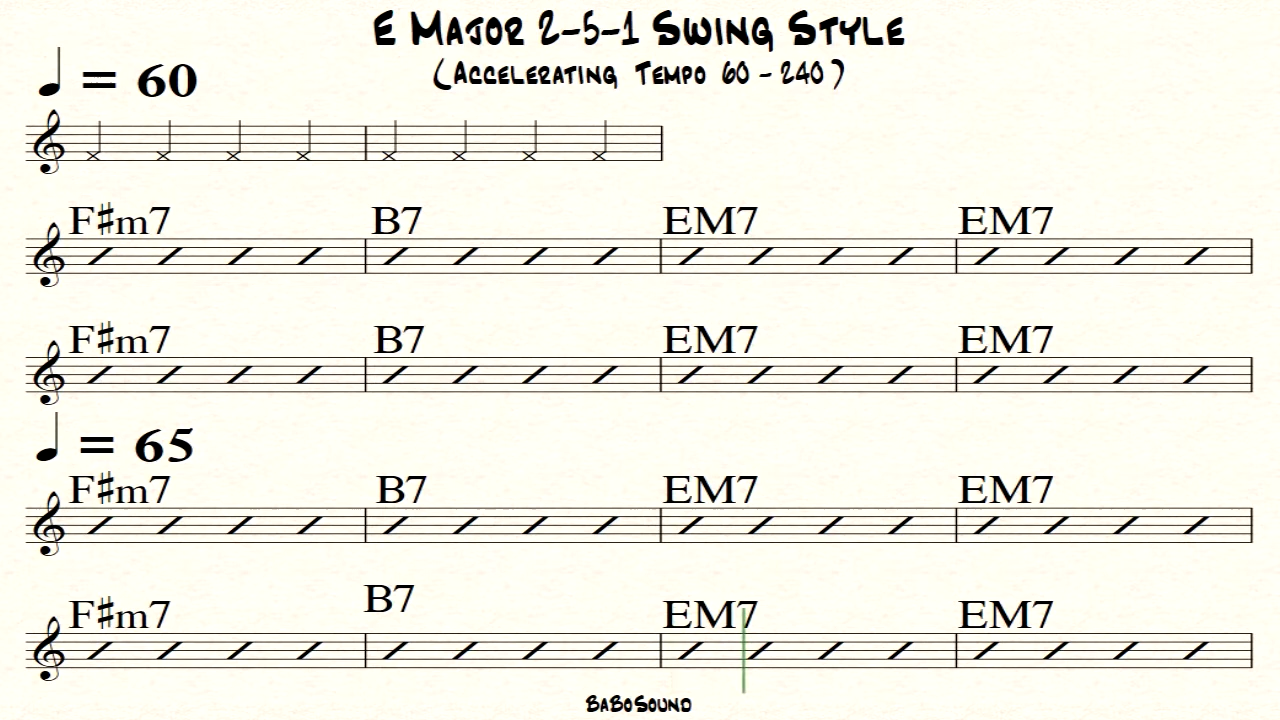 E Major 2-5-1 Swing Style
(Accelerating Tempo 60 - 240)
♩ = 60
F♯m7 B7 EM7 EM7
F♯m7 B7 EM7 EM7
♩ = 65
F♯m7 B7 EM7 EM7
F♯m7 B7 EM7 EM7
BaBoSound